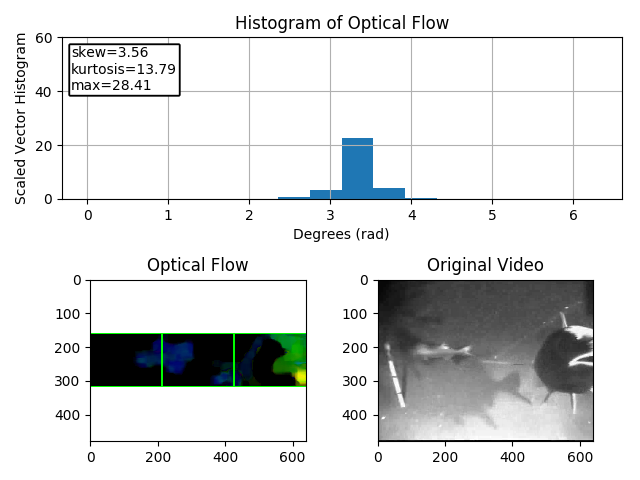 Histogram of Optical Flow
Scaled Vector Histogram
60
40
20
0
skew=3.56
kurtosis=13.79
max=28.41
0 1 2 3 4 5 6
Degrees (rad)
Optical Flow
0
100
200
300
400
0 200 400 600
Original Video
0
100
200
300
400
0 200 400 600